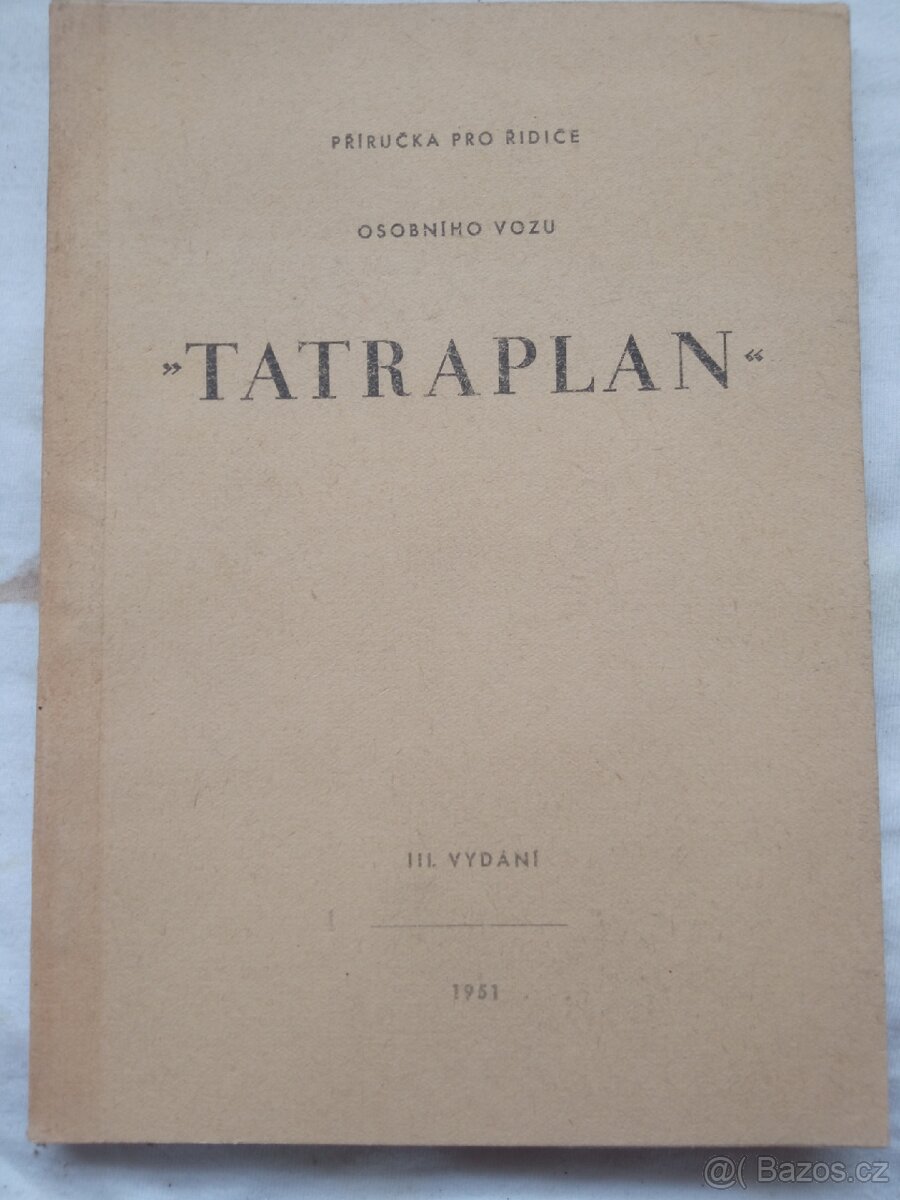 PŘÍRUČKA PRO ŘIDIČE
OSOBNÍHO VOZU
»TATRAPLAN«
III. VYDÁNÍ
1951
@( Bazos.cz